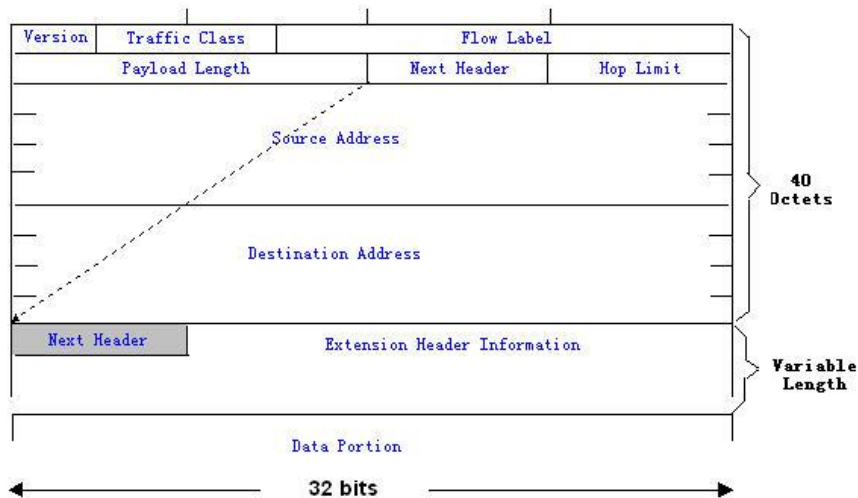 Version Traffic Class Flow Label
Payload Length Next Header Hop Limit
Source Address
40
Octets
Destination Address
Next Header Extension Header Information
Variable
Length
Data Portion
32 bits